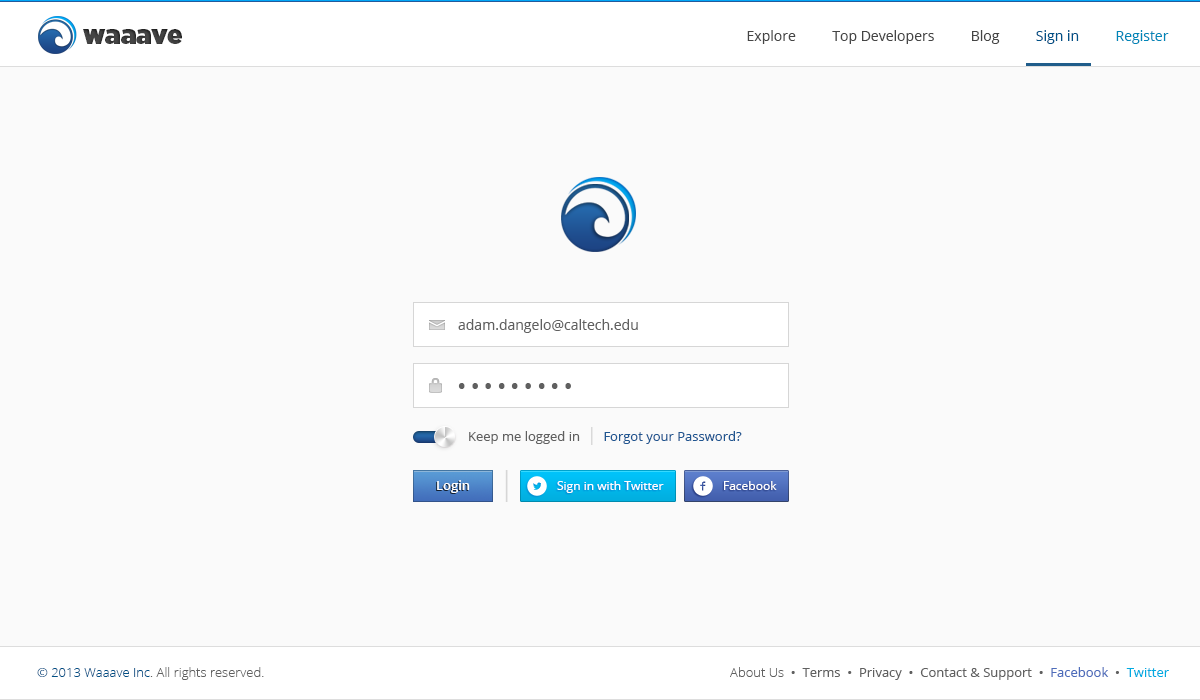 waaave
Explore Top Developers Blog Sign in Register
adam.dangelo@caltech.edu
•••••••••
Keep me logged in Forgot your Password?
Login Sign in with Twitter f Facebook
© 2013 Waaave Inc. All rights reserved. About Us • Terms • Privacy • Contact & Support • Facebook • Twitter